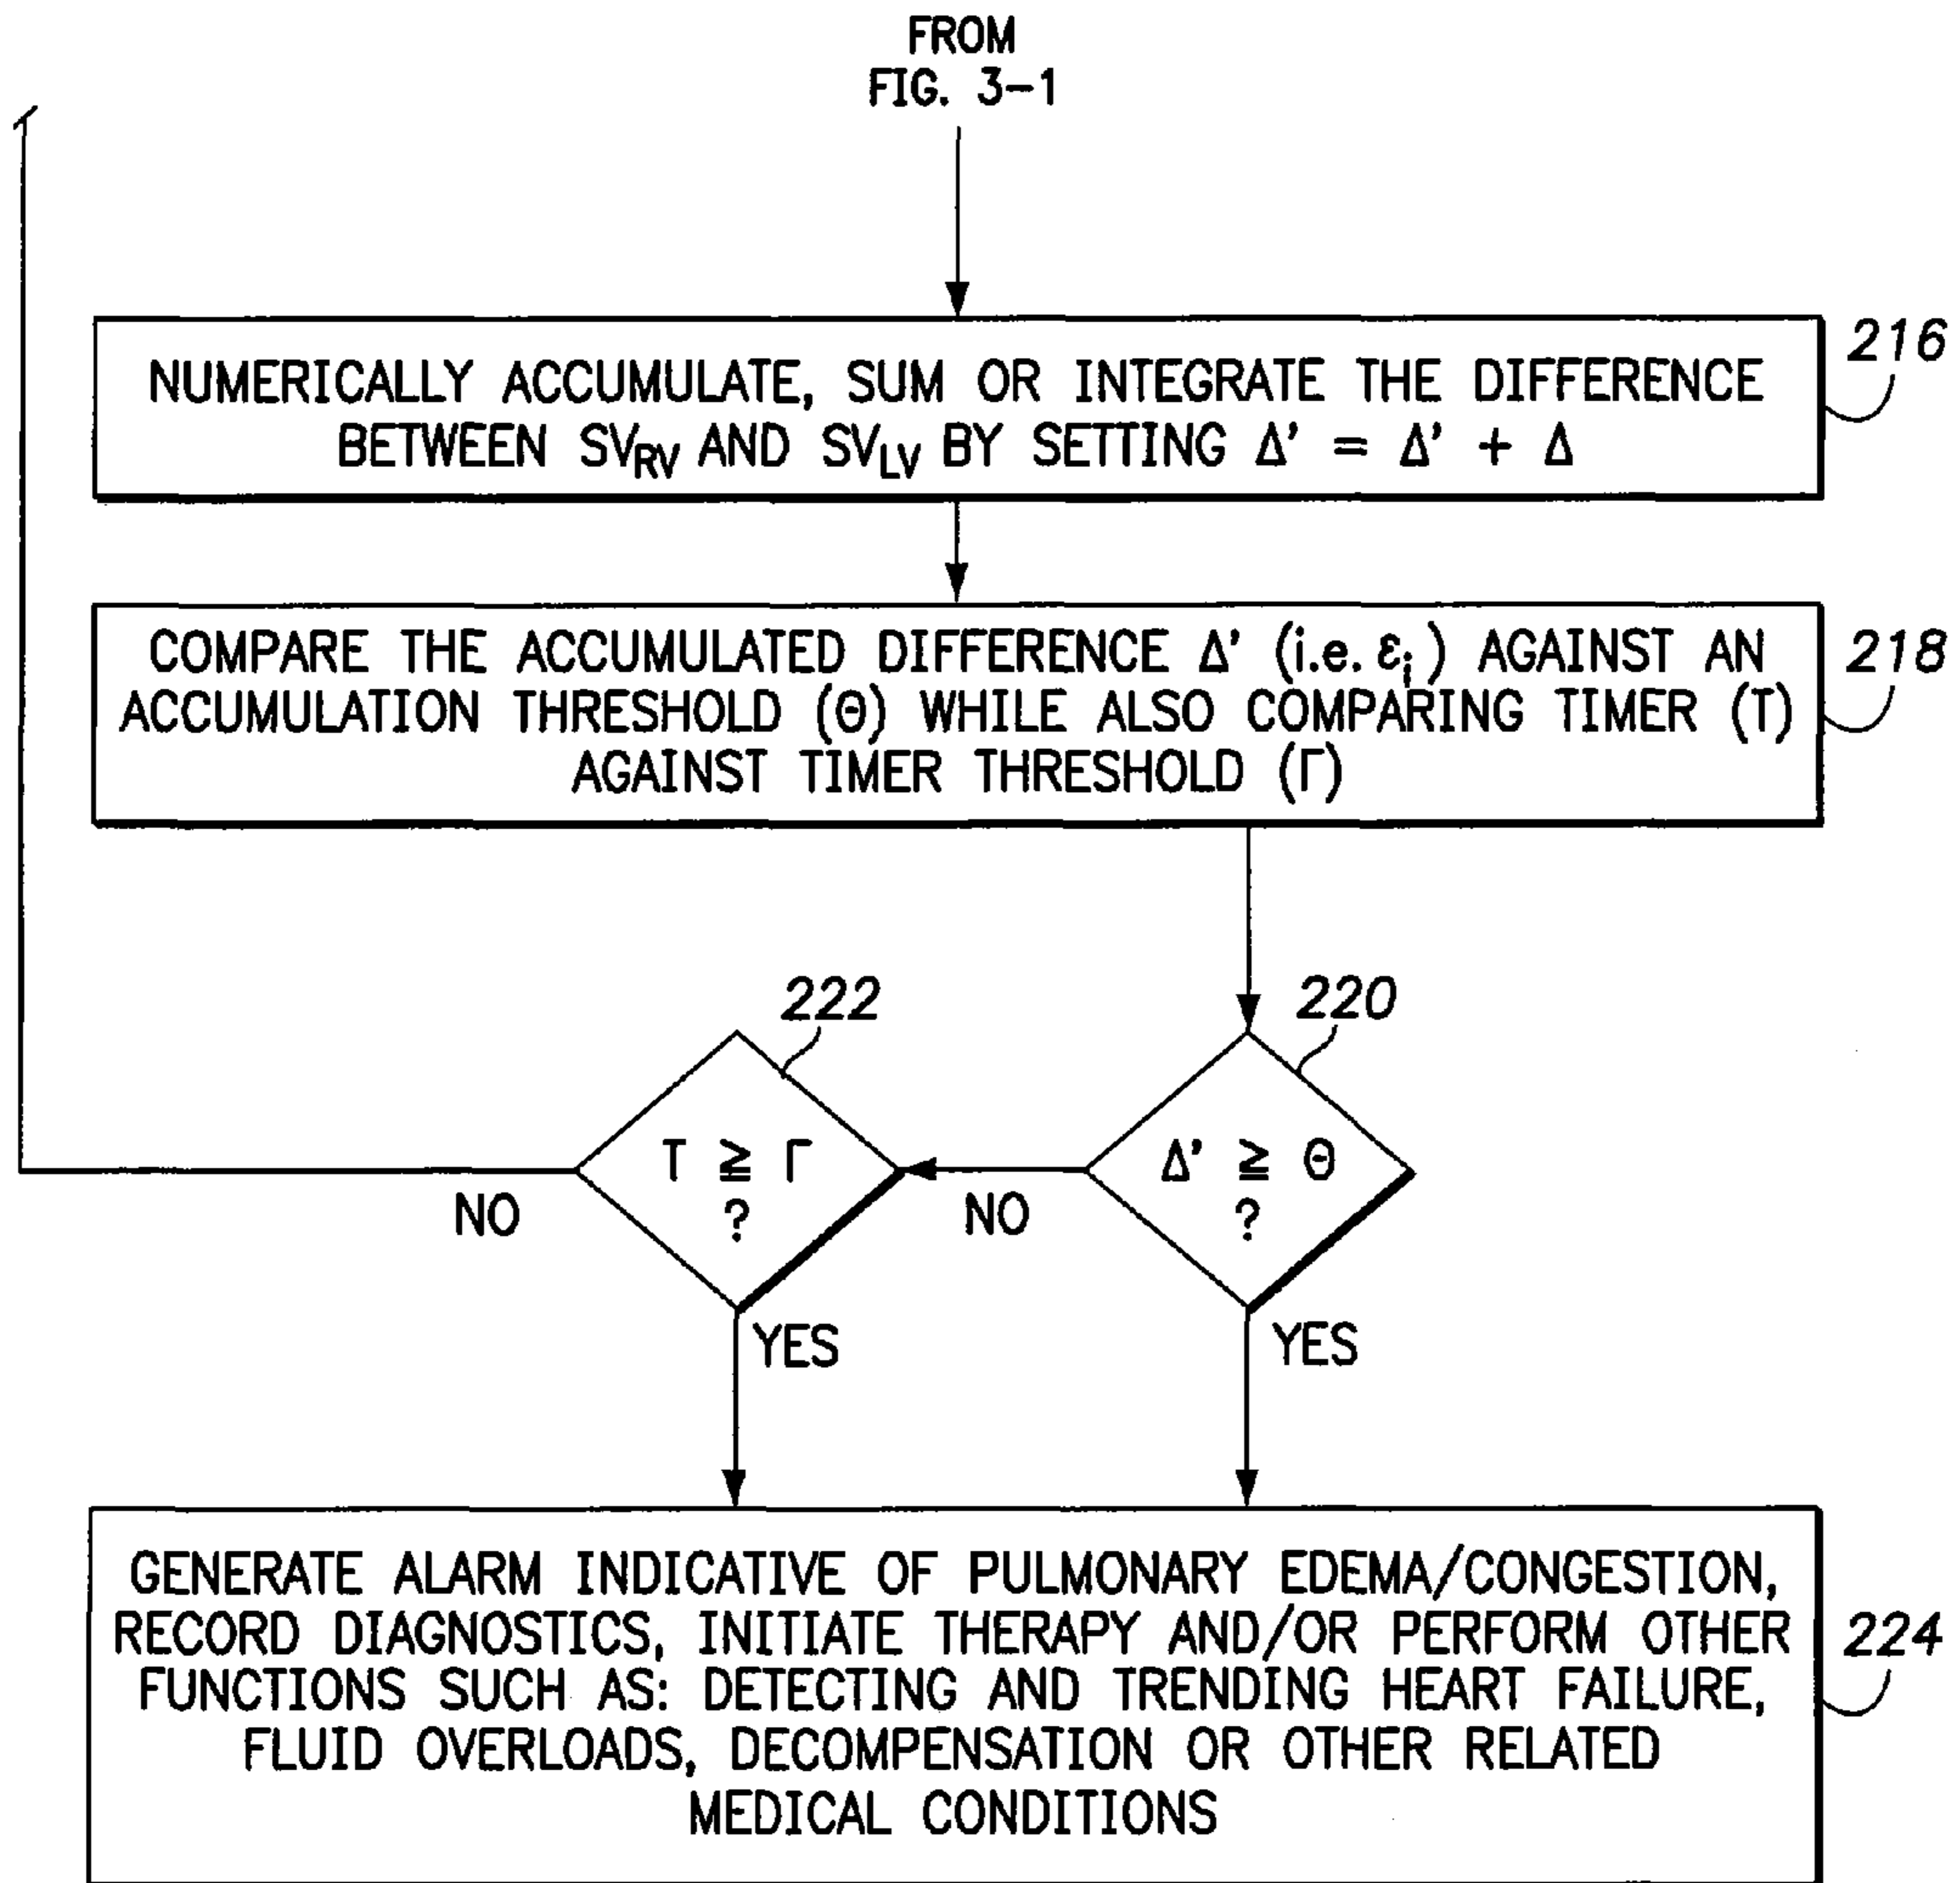 FROM
FIG. 3-1
NUMERICALLY ACCUMULATE, SUM OR INTEGRATE THE DIFFERENCE
BETWEEN SV_RV AND SV_LV BY SETTING Δ' = Δ' + Δ
216
COMPARE THE ACCUMULATED DIFFERENCE Δ' (i.e. ε_i) AGAINST AN
ACCUMULATION THRESHOLD (Θ) WHILE ALSO COMPARING TIMER (T)
AGAINST TIMER THRESHOLD (Γ)
218
222
220
T ≧ Γ
?
Δ' ≧ Θ
?
NO
NO
YES
YES
GENERATE ALARM INDICATIVE OF PULMONARY EDEMA/CONGESTION,
RECORD DIAGNOSTICS, INITIATE THERAPY AND/OR PERFORM OTHER
FUNCTIONS SUCH AS: DETECTING AND TRENDING HEART FAILURE,
FLUID OVERLOADS, DECOMPENSATION OR OTHER RELATED
MEDICAL CONDITIONS
224